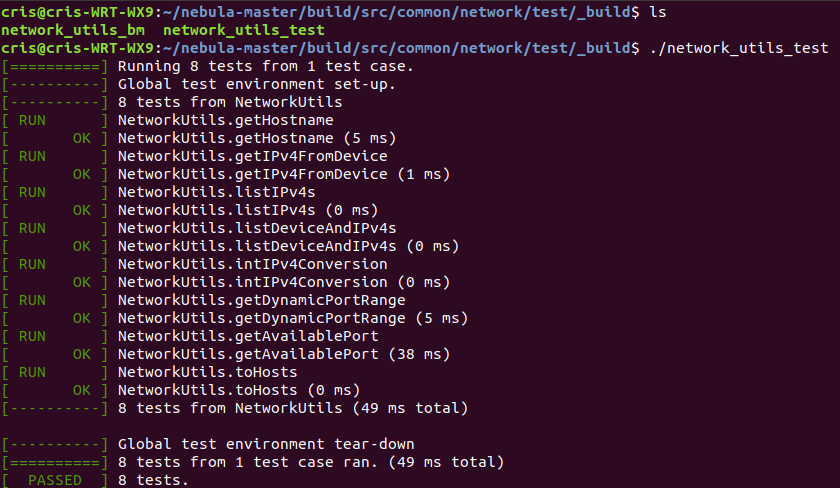 cris@cris-WRT-WX9:~/nebula-master/build/src/common/network/test/_build$ ls
network_utils_bm  network_utils_test
cris@cris-WRT-WX9:~/nebula-master/build/src/common/network/test/_build$ ./network_utils_test
[==========] Running 8 tests from 1 test case.
[----------] Global test environment set-up.
[----------] 8 tests from NetworkUtils
[ RUN      ] NetworkUtils.getHostname
[       OK ] NetworkUtils.getHostname (5 ms)
[ RUN      ] NetworkUtils.getIPv4FromDevice
[       OK ] NetworkUtils.getIPv4FromDevice (1 ms)
[ RUN      ] NetworkUtils.listIPv4s
[       OK ] NetworkUtils.listIPv4s (0 ms)
[ RUN      ] NetworkUtils.listDeviceAndIPv4s
[       OK ] NetworkUtils.listDeviceAndIPv4s (0 ms)
[ RUN      ] NetworkUtils.intIPv4Conversion
[       OK ] NetworkUtils.intIPv4Conversion (0 ms)
[ RUN      ] NetworkUtils.getDynamicPortRange
[       OK ] NetworkUtils.getDynamicPortRange (5 ms)
[ RUN      ] NetworkUtils.getAvailablePort
[       OK ] NetworkUtils.getAvailablePort (38 ms)
[ RUN      ] NetworkUtils.toHosts
[       OK ] NetworkUtils.toHosts (0 ms)
[----------] 8 tests from NetworkUtils (49 ms total)

[----------] Global test environment tear-down
[==========] 8 tests from 1 test case ran. (49 ms total)
[  PASSED  ] 8 tests.